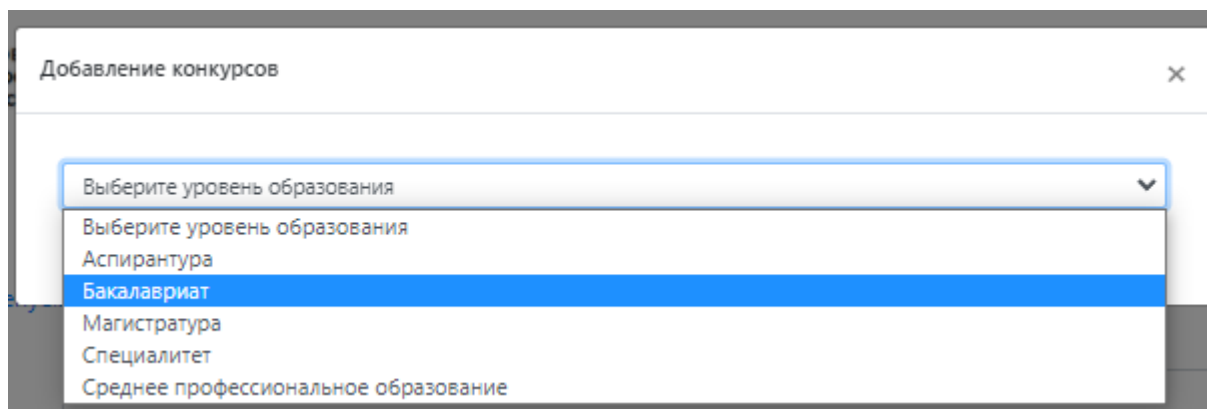 Добавление конкурсов
×
Выберите уровень образования
Выберите уровень образования
Аспирантура
Бакалавриат
Магистратура
Специалитет
Среднее профессиональное образование